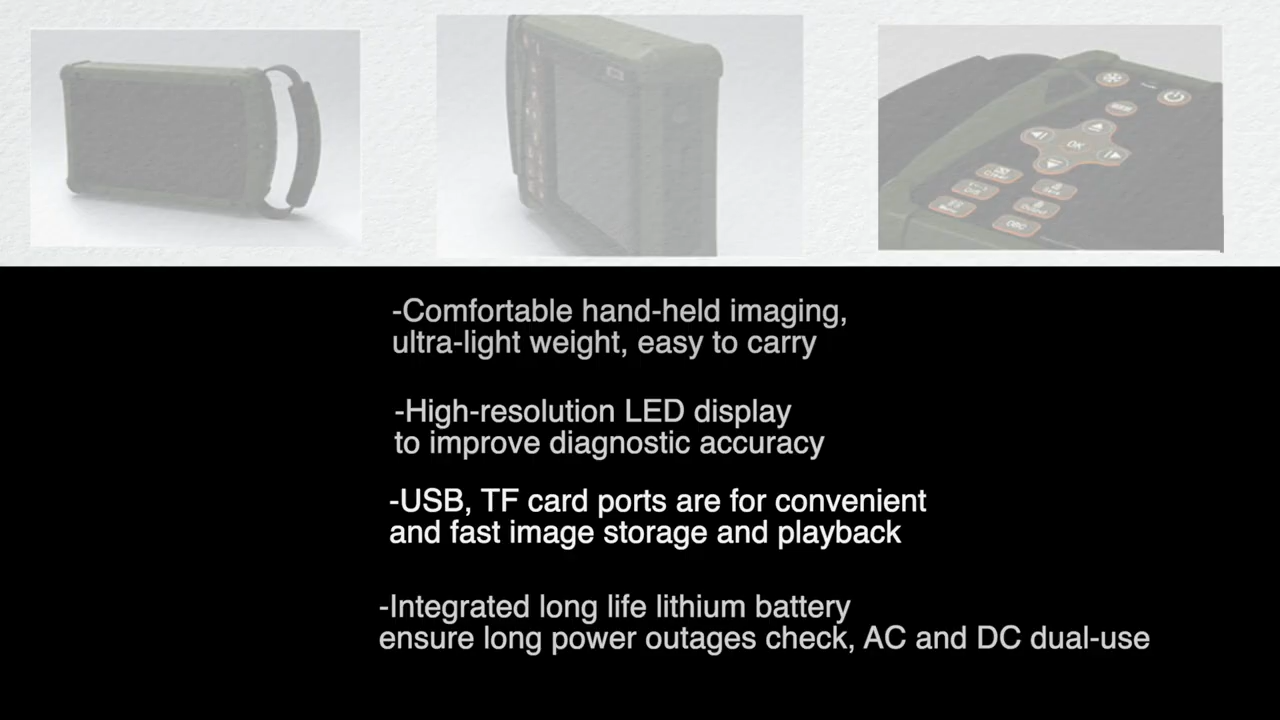 OK
-Comfortable hand-held imaging,
ultra-light weight, easy to carry
-High-resolution LED display
to improve diagnostic accuracy
-USB, TF card ports are for convenient
and fast image storage and playback
-Integrated long life lithium battery
ensure long power outages check, AC and DC dual-use